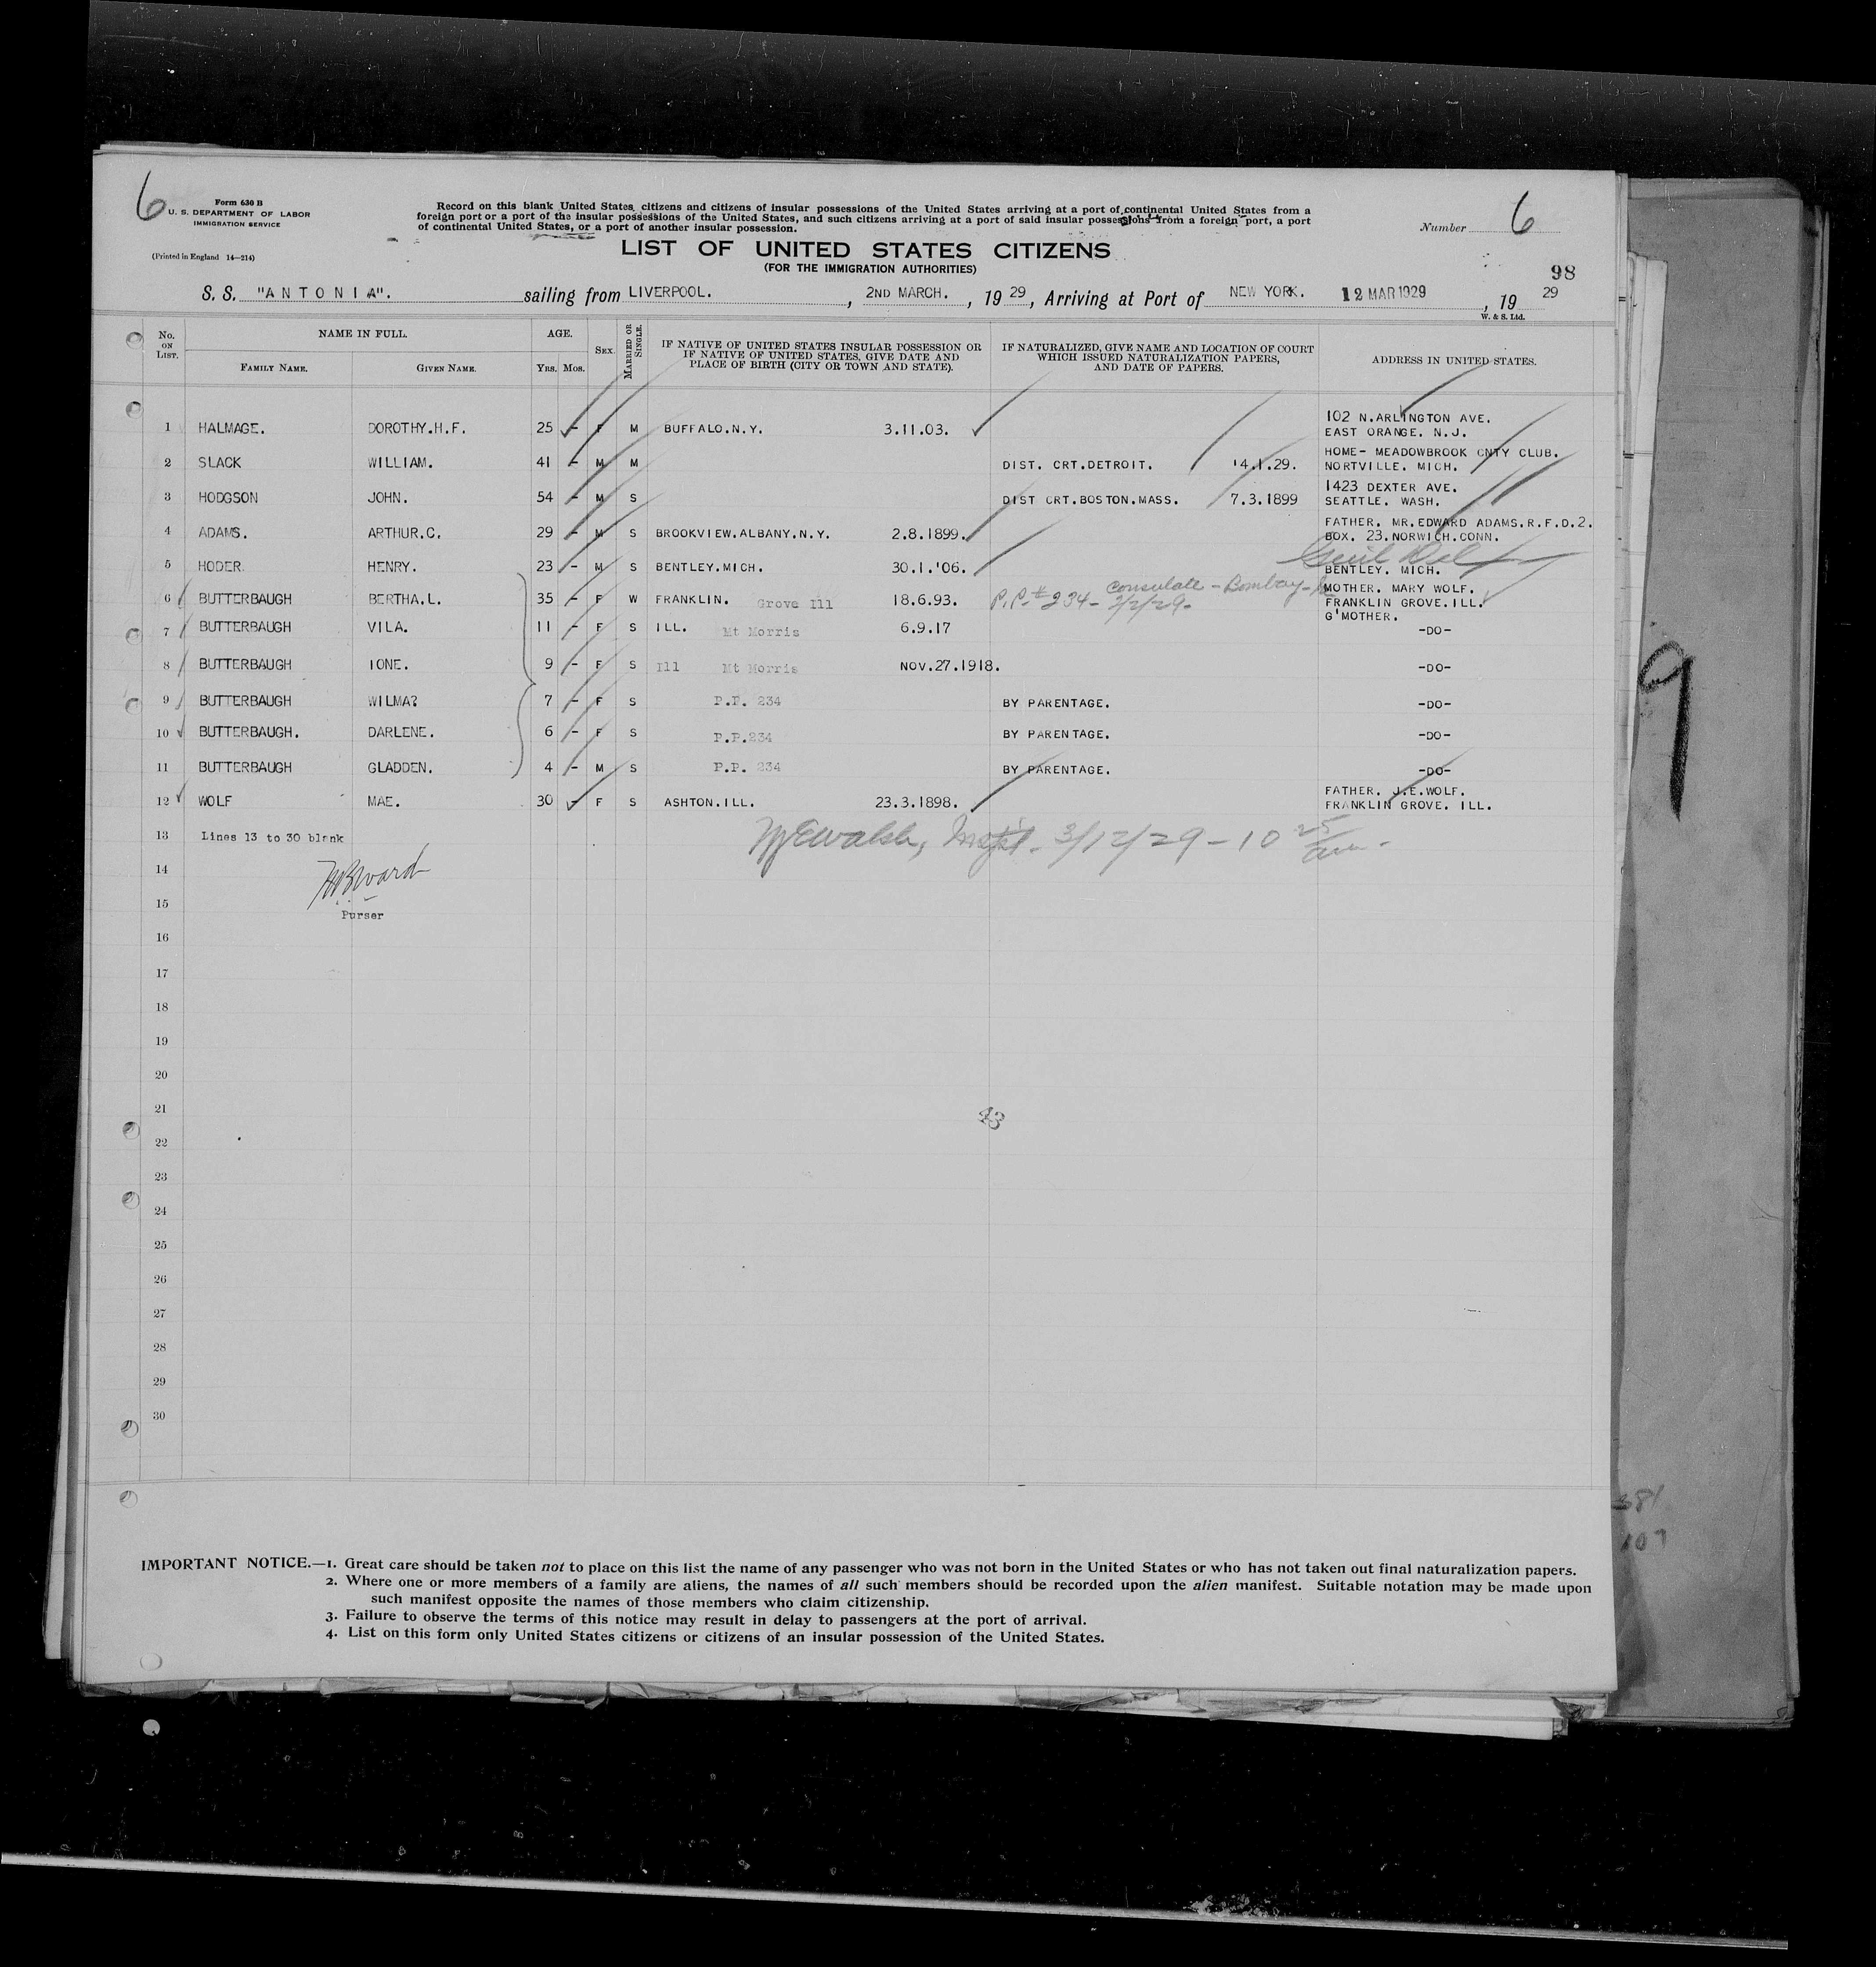 6
Form 630 B
U. S. DEPARTMENT OF LABOR
IMMIGRATION SERVICE
(Printed in England 14—214)
Record on this blank United States citizens and citizens of insular possessions of the United States arriving at a port of continental United States from a
foreign port or a port of the insular possessions of the United States, and such citizens arriving at a port of said insular possessions from a foreign port, a port
of continental United States, or a port of another insular possession.
Number 6
LIST OF UNITED STATES CITIZENS
(FOR THE IMMIGRATION AUTHORITIES)
98
S. S. "ANTONIA". sailing from LIVERPOOL. , 2ND MARCH. , 19 29 , Arriving at Port of NEW YORK. 12 MAR 1929 , 19 29
W. & S. Ltd.
No. ON LIST. NAME IN FULL. AGE. SEX. MARRIED OR SINGLE. IF NATIVE OF UNITED STATES INSULAR POSSESSION OR IF NATIVE OF UNITED STATES, GIVE DATE AND PLACE OF BIRTH (CITY OR TOWN AND STATE). IF NATURALIZED, GIVE NAME AND LOCATION OF COURT WHICH ISSUED NATURALIZATION PAPERS, AND DATE OF PAPERS. ADDRESS IN UNITED STATES.
FAMILY NAME. GIVEN NAME. YRS. MOS.
102 N.ARLINGTON AVE.
1 HALMAGE. DOROTHY.H.F. 25 - F M BUFFALO.N.Y. 3.11.03. EAST ORANGE. N.J.
HOME- MEADOWBROOK CNTY CLUB.
2 SLACK WILLIAM. 41 - M M DIST. CRT.DETROIT. 14.1.29. NORTVILLE. MICH.
1423 DEXTER AVE.
3 HODGSON JOHN. 54 - M S DIST CRT.BOSTON.MASS. 7.3.1899 SEATTLE. WASH.
FATHER. MR.EDWARD ADAMS.R.F.D.2.
4 ADAMS. ARTHUR.C. 29 - M S BROOKVIEW.ALBANY.N.Y. 2.8.1899. BOX. 23.NORWICH.CONN.
5 HODER HENRY. 23 - M S BENTLEY.MICH. 30.1.'06. BENTLEY. MICH.
Consulate - Bombay -
6 BUTTERBAUGH BERTHA.L. 35 - F W FRANKLIN. Grove Ill 18.6.93. P.P.# 234 - 2/2/29 - MOTHER. MARY WOLF.
FRANKLIN GROVE.ILL.
G'MOTHER.
7 BUTTERBAUGH VILA. 11 - F S ILL. Mt Morris 6.9.17 -DO-
8 BUTTERBAUGH IONE. 9 - F S Ill Mt Morris NOV.27.1918. -DO-
9 BUTTERBAUGH WILMA? 7 - F S P.P. 234 BY PARENTAGE. -DO-
10 BUTTERBAUGH. DARLENE. 6 - F S P.P.234 BY PARENTAGE. -DO-
11 BUTTERBAUGH GLADDEN. 4 - M S P.P. 234 BY PARENTAGE. -DO-
FATHER. J.E.WOLF.
12 WOLF MAE. 30 - F S ASHTON.ILL. 23.3.1898. FRANKLIN GROVE. ILL.
13 Lines 13 to 30 blank
Walsh, Insp't. 3/12/29 - 10 25 am -
14 Ward
15 Purser
16
17
18
19
20
21
43
22
23
24
25
26
27
28
29
30
9
381
107
IMPORTANT NOTICE.—1. Great care should be taken not to place on this list the name of any passenger who was not born in the United States or who has not taken out final naturalization papers.
2. Where one or more members of a family are aliens, the names of all such members should be recorded upon the alien manifest. Suitable notation may be made upon
such manifest opposite the names of those members who claim citizenship.
3. Failure to observe the terms of this notice may result in delay to passengers at the port of arrival.
4. List on this form only United States citizens or citizens of an insular possession of the United States.